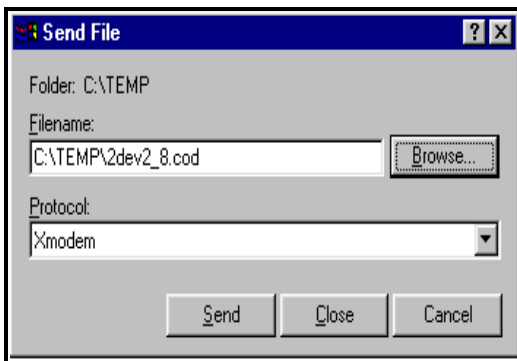 Send File
Folder: C:\TEMP
Filename:
C:\TEMP\2dev2_8.cod
Browse...
Protocol:
Xmodem
Send Close Cancel